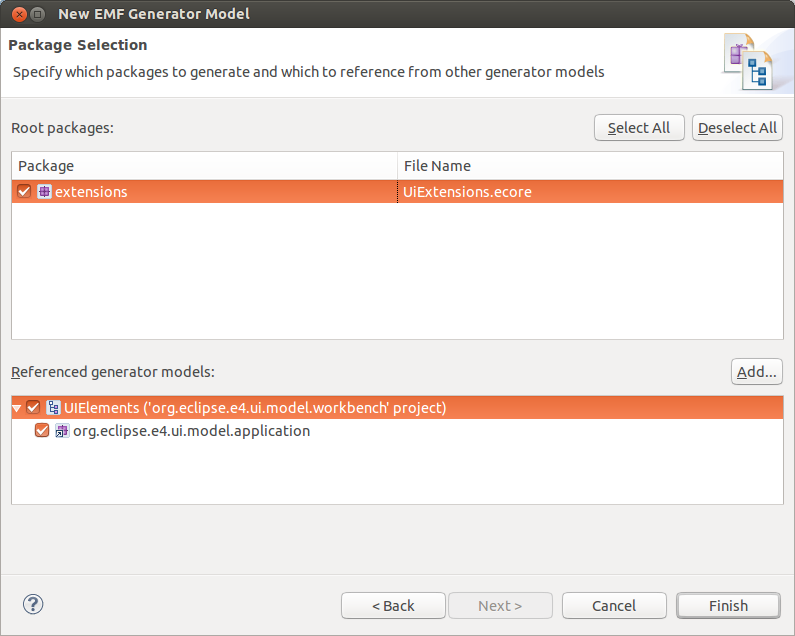 New EMF Generator Model
Package Selection
Specify which packages to generate and which to reference from other generator models
Root packages:
Select All
Deselect All
Package
File Name
extensions
UiExtensions.ecore
Referenced generator models:
Add...
UIElements ('org.eclipse.e4.ui.model.workbench' project)
org.eclipse.e4.ui.model.application
?
< Back
Next >
Cancel
Finish